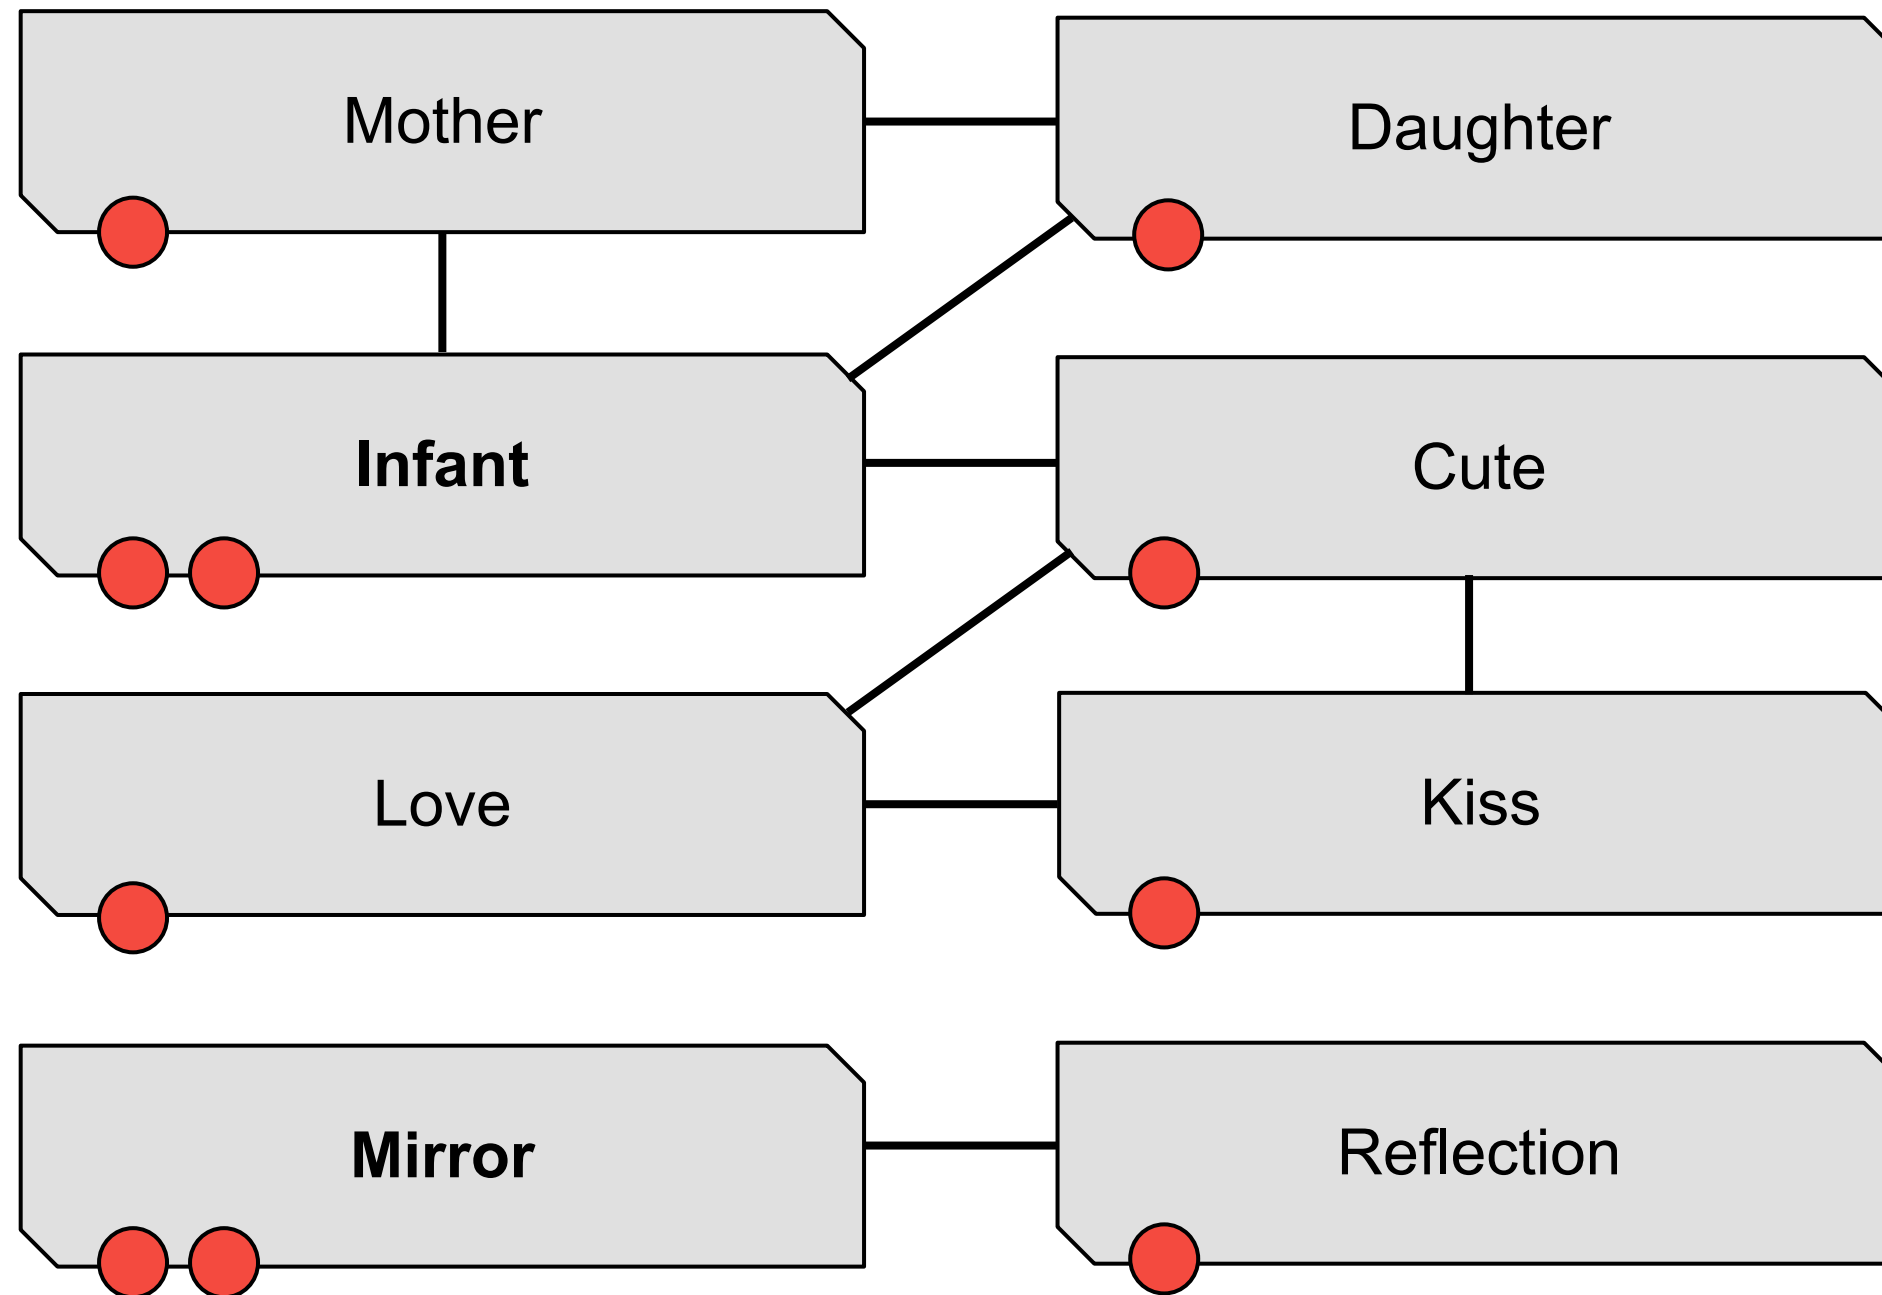 Mother
Daughter
Infant
Cute
Love
Kiss
Mirror
Reflection